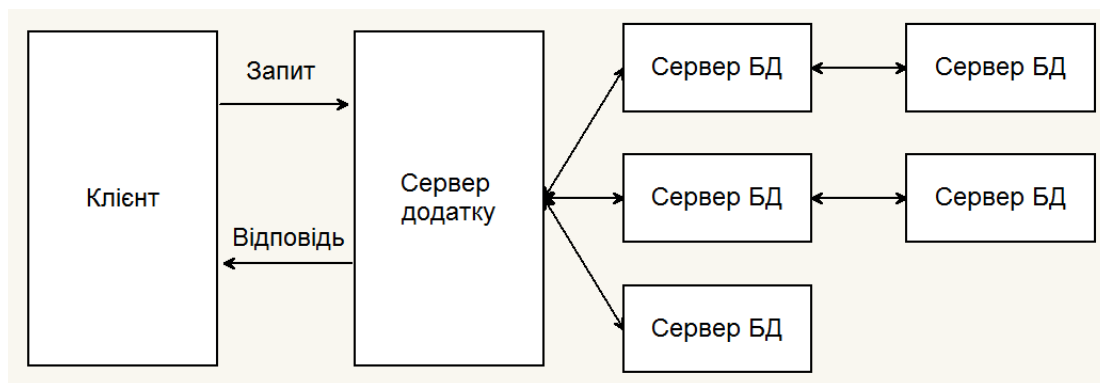 Запит
Клієнт
Відповідь
Сервер
додатку
Сервер БД
Сервер БД
Сервер БД
Сервер БД
Сервер БД